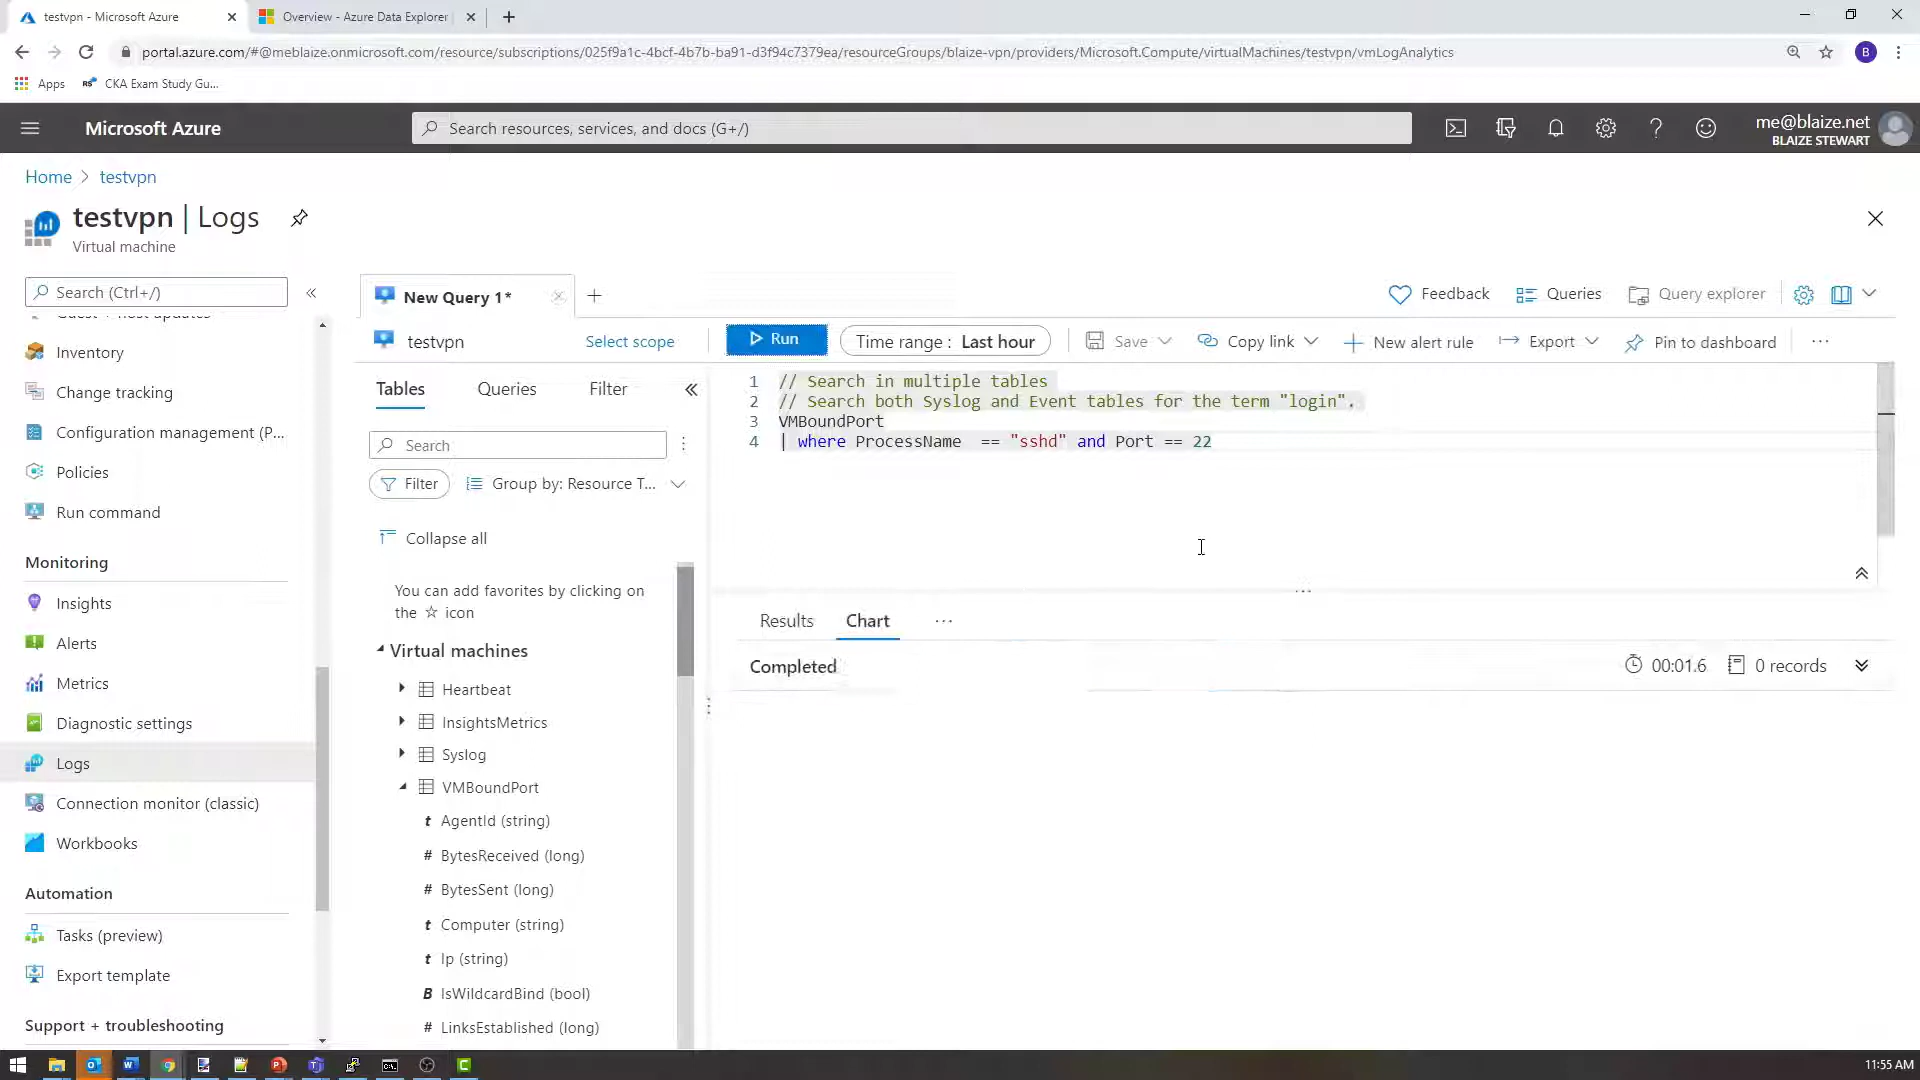 testvpn - Microsoft Azure
Overview - Azure Data Explorer
portal.azure.com/#@meblaize.onmicrosoft.com/resource/subscriptions/025f9a1c-4bcf-4b7b-ba91-d3f94c7379ea/resourceGroups/blaize-vpn/providers/Microsoft.Compute/virtualMachines/testvpn/vmLogAnalytics
B
Apps
CKA Exam Study Gu...
Microsoft Azure
Search resources, services, and docs (G+/)
me@blaize.net
BLAIZE STEWART
Home > testvpn
testvpn | Logs
Virtual machine
Search (Ctrl+/)
Guest + host updates
Inventory
Change tracking
Configuration management (P...
Policies
Run command
Monitoring
Insights
Alerts
Metrics
Diagnostic settings
Logs
Connection monitor (classic)
Workbooks
Automation
Tasks (preview)
Export template
Support + troubleshooting
New Query 1*
Feedback
Queries
Query explorer
testvpn
Select scope
Run
Time range : Last hour
Save
Copy link
New alert rule
Export
Pin to dashboard
Tables
Queries
Filter
Search
Filter
Group by: Resource T...
Collapse all
You can add favorites by clicking on
the ☆ icon
Virtual machines
Heartbeat
InsightsMetrics
Syslog
VMBoundPort
t AgentId (string)
# BytesReceived (long)
# BytesSent (long)
t Computer (string)
t Ip (string)
B IsWildcardBind (bool)
# LinksEstablished (long)
1 // Search in multiple tables
2 // Search both Syslog and Event tables for the term "login".
3 VMBoundPort
4 | where ProcessName  == "sshd" and Port == 22
Results
Chart
Completed
00:01.6
0 records
11:55 AM